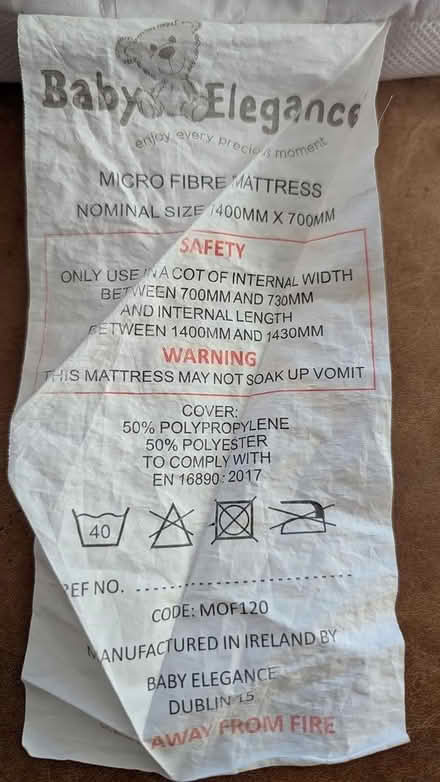 Baby Elegance
enjoy every precious moment
MICRO FIBRE MATTRESS
NOMINAL SIZE 1400MM X 700MM
SAFETY
ONLY USE IN A COT OF INTERNAL WIDTH
BETWEEN 700MM AND 730MM
AND INTERNAL LENGTH
BETWEEN 1400MM AND 1430MM
WARNING
THIS MATTRESS MAY NOT SOAK UP VOMIT
COVER:
50% POLYPROPYLENE
50% POLYESTER
TO COMPLY WITH
EN 16890:2017
40
REF NO. --------------------------------
CODE: MOF120
MANUFACTURED IN IRELAND BY
BABY ELEGANCE
DUBLIN 15
AWAY FROM FIRE